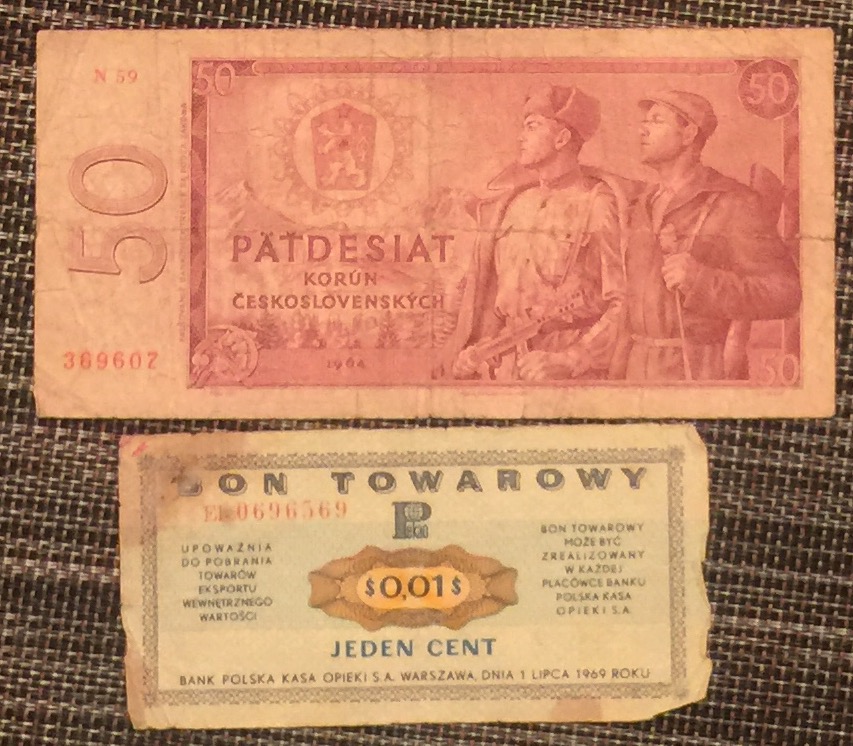 N 59
50
50
50
PÄŤDESIAT
KORÚN
ČESKOSLOVENSKÝCH
369607
1964
50
BON TOWAROWY
0696569
UPOWAŻNIA
DO POBRANIA
TOWARÓW
EKSPORTU
WEWNĘTRZNEGO
WARTOŚCI
$0,01$
BON TOWAROWY
MOŻE BYĆ
ZREALIZOWANY
W KAŻDEJ
PLACÓWCE BANKU
POLSKA KASA
OPIEKI S.A.
JEDEN CENT
BANK POLSKA KASA OPIEKI S.A. WARSZAWA, DNIA 1 LIPCA 1969 ROKU